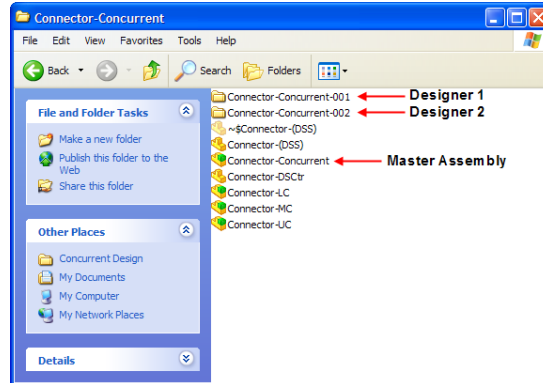 Connector-Concurrent
File Edit View Favorites Tools Help
Back Search Folders
File and Folder Tasks
Make a new folder
Publish this folder to the
Web
Share this folder
Other Places
Concurrent Design
My Documents
My Computer
My Network Places
Details
Connector-Concurrent-001 Designer 1
Connector-Concurrent-002 Designer 2
~$Connector-(DSS)
Connector-(DSS)
Connector-Concurrent Master Assembly
Connector-DSCtr
Connector-LC
Connector-MC
Connector-UC